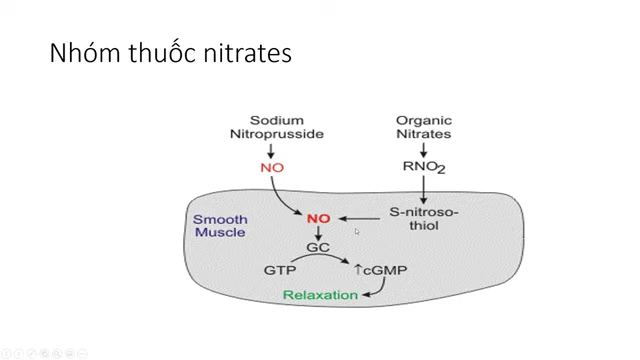 Nhóm thuốc nitrates
Sodium
Nitroprusside
Organic
Nitrates
NO
RNO2
Smooth
Muscle
NO
S-nitroso-
thiol
GC
GTP
↑cGMP
Relaxation